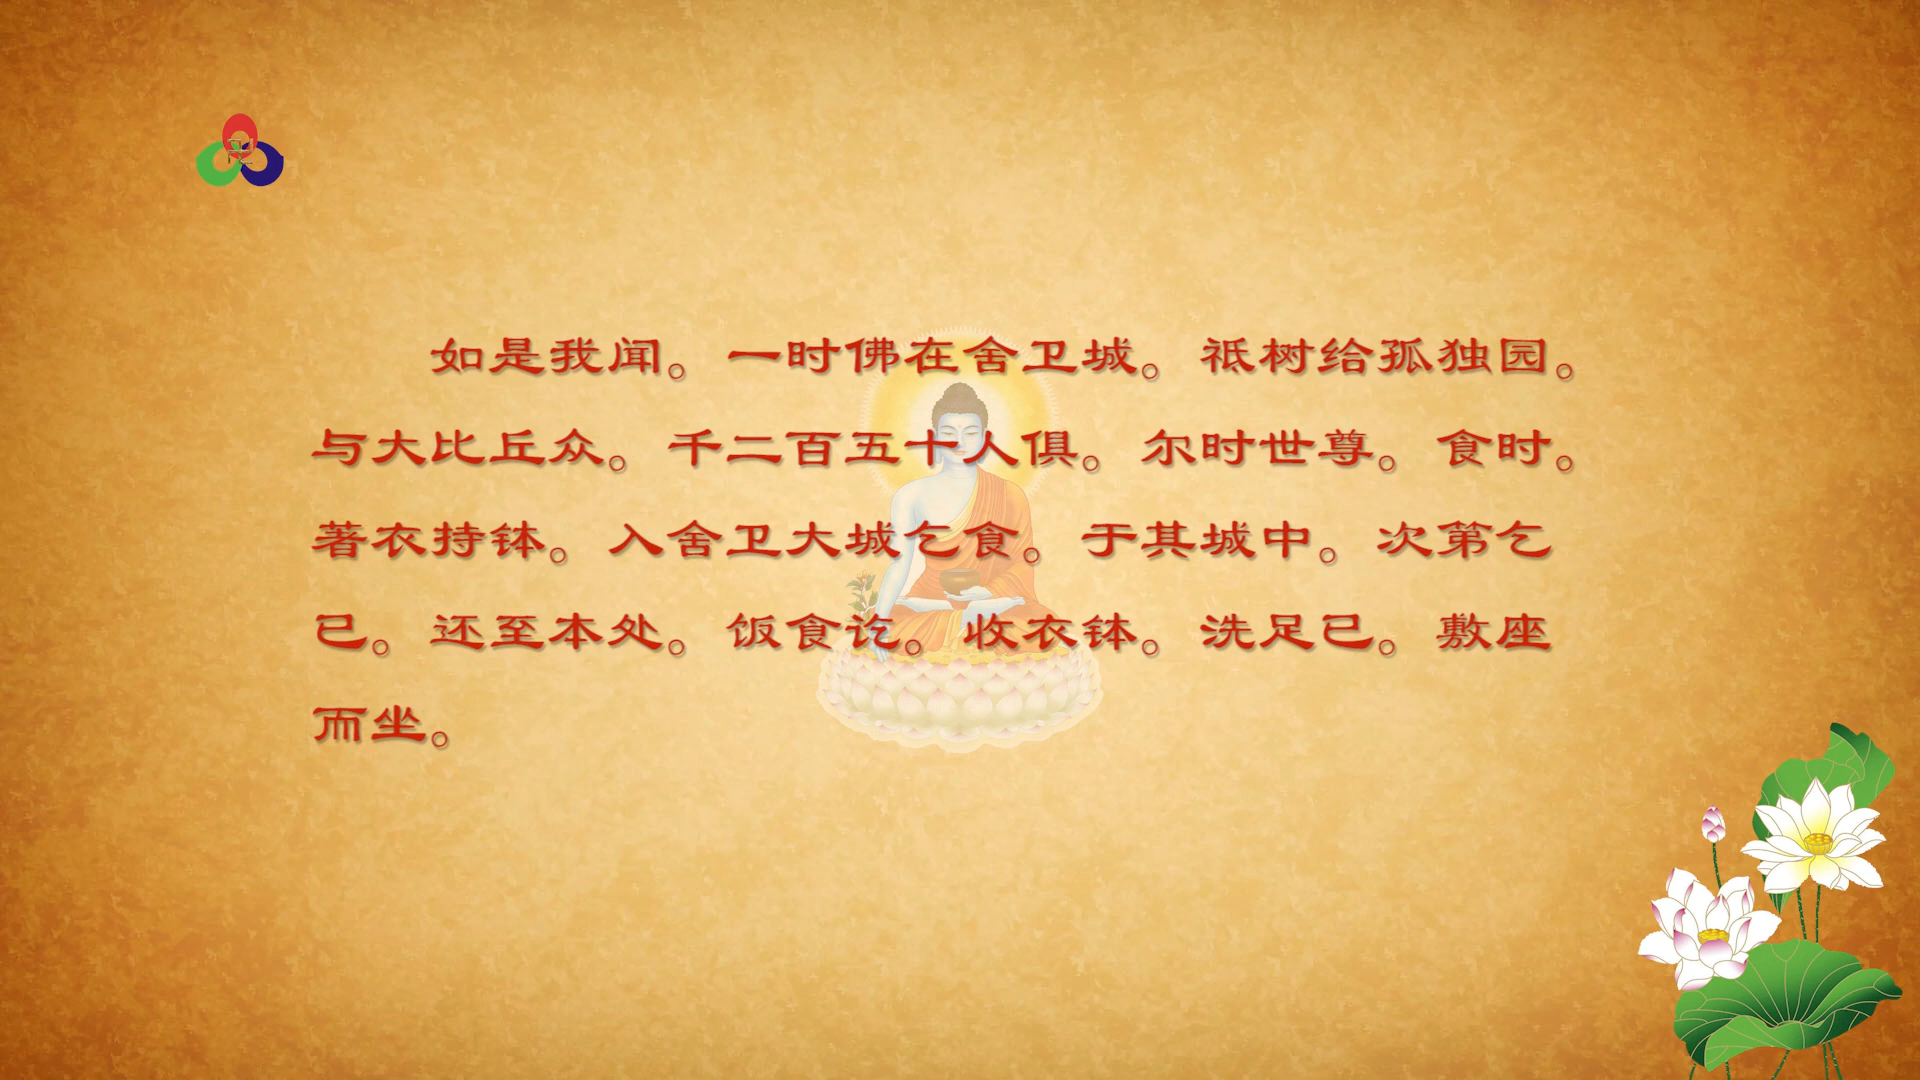 如是我闻。一时佛在舍卫城。祇树给孤独园。
与大比丘众。千二百五十人俱。尔时世尊。食时。
著衣持钵。入舍卫大城乞食。于其城中。次第乞
已。还至本处。饭食讫。收衣钵。洗足已。敷座
而坐。